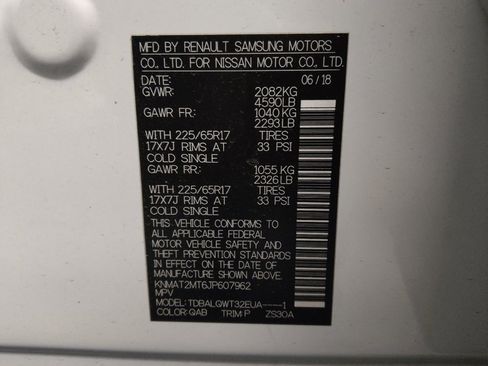 MFD BY RENAULT SAMSUNG MOTORS
CO., LTD. FOR NISSAN MOTOR CO., LTD.
DATE: 06 / 18
GVWR: 2082KG
4590LB
GAWR FR: 1040 KG
2293LB
WITH 225/65R17 TIRES
17X7J RIMS AT 33 PSI
COLD SINGLE
GAWR RR: 1055 KG
2326LB
WITH 225/65R17 TIRES
17X7J RIMS AT 33 PSI
COLD SINGLE
THIS VEHICLE CONFORMS TO
ALL APPLICABLE FEDERAL
MOTOR VEHICLE SAFETY AND
THEFT PREVENTION STANDARDS
IN EFFECT ON THE DATE OF
MANUFACTURE SHOWN ABOVE.
KNMAT2MT6JP607962
MPV
MODEL: TDBALGWT32EUA----1
COLOR: QAB TRIM P ZS30A